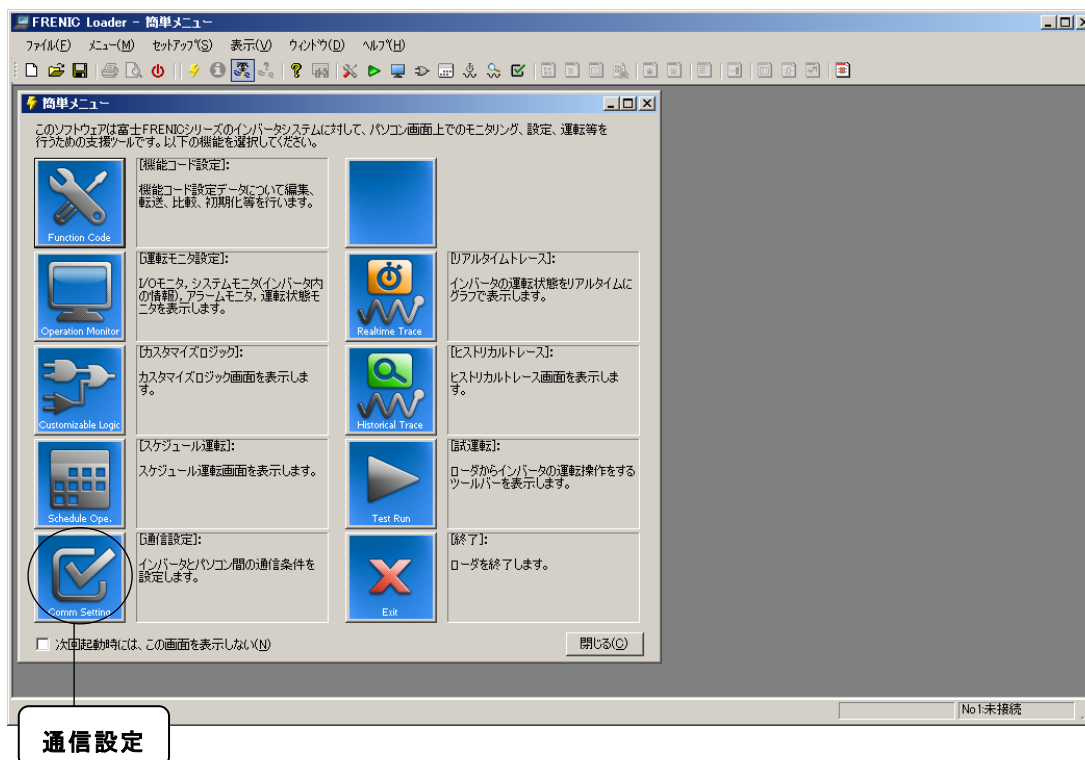 FRENIC Loader - 簡単メニュー
ファイル(F) メニュー(M) セットアップ(S) 表示(V) ウィンドウ(D) ヘルプ(H)
簡単メニュー
このソフトウェアは富士FRENICシリーズのインバータシステムに対して、パソコン画面上でのモニタリング、設定、運転等を
行うための支援ツールです。以下の機能を選択してください。
Function Code
[機能コード設定]:
機能コード設定データについて編集、
転送、比較、初期化等を行います。
Operation Monitor
[運転モニタ設定]:
I/Oモニタ, システムモニタ(インバータ内
の情報), アラームモニタ, 運転状態モ
ニタを表示します。
Realtime Trace
[リアルタイムトレース]:
インバータの運転状態をリアルタイムに
グラフで表示します。
Customizable Logic
[カスタマイズロジック]:
カスタマイズロジック画面を表示しま
す。
Historical Trace
[ヒストリカルトレース]:
ヒストリカルトレース画面を表示しま
す。
Schedule Ope.
[スケジュール運転]:
スケジュール運転画面を表示します。
Test Run
[試運転]:
ローダからインバータの運転操作をする
ツールバーを表示します。
Comm Setting
[通信設定]:
インバータとパソコン間の通信条件を
設定します。
Exit
[終了]:
ローダを終了します。
次回起動時には、この画面を表示しない(N)
閉じる(C)
No1:未接続
通信設定